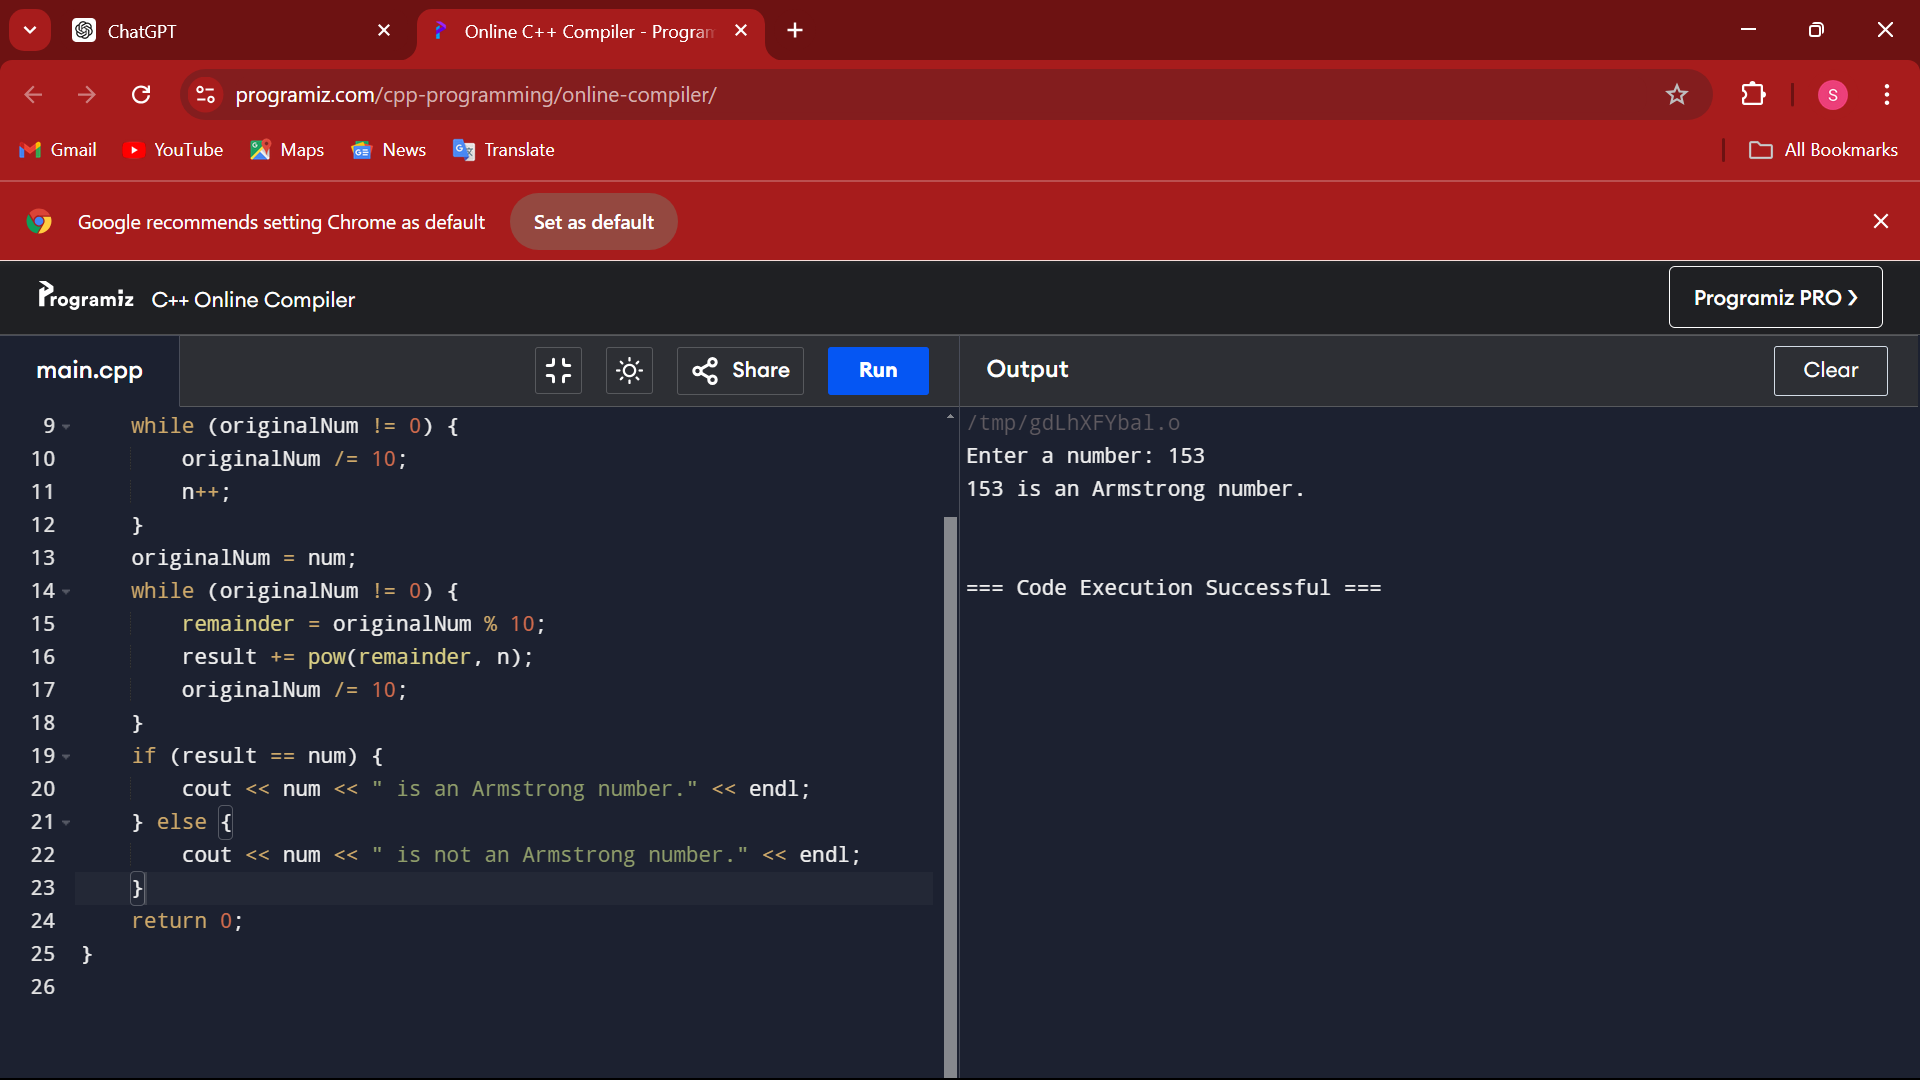 ChatGPT
Online C++ Compiler - Program
programiz.com/cpp-programming/online-compiler/
S
Gmail
YouTube
Maps
News
Translate
All Bookmarks
Google recommends setting Chrome as default
Set as default
Programiz C++ Online Compiler
Programiz PRO
main.cpp
Share
Run
Output
Clear
9 while (originalNum != 0) {
10 originalNum /= 10;
11 n++;
12 }
13 originalNum = num;
14 while (originalNum != 0) {
15 remainder = originalNum % 10;
16 result += pow(remainder, n);
17 originalNum /= 10;
18 }
19 if (result == num) {
20 cout << num << " is an Armstrong number." << endl;
21 } else {
22 cout << num << " is not an Armstrong number." << endl;
23 }
24 return 0;
25 }
26
/tmp/gdLhXFYbal.o
Enter a number: 153
153 is an Armstrong number.
=== Code Execution Successful ===